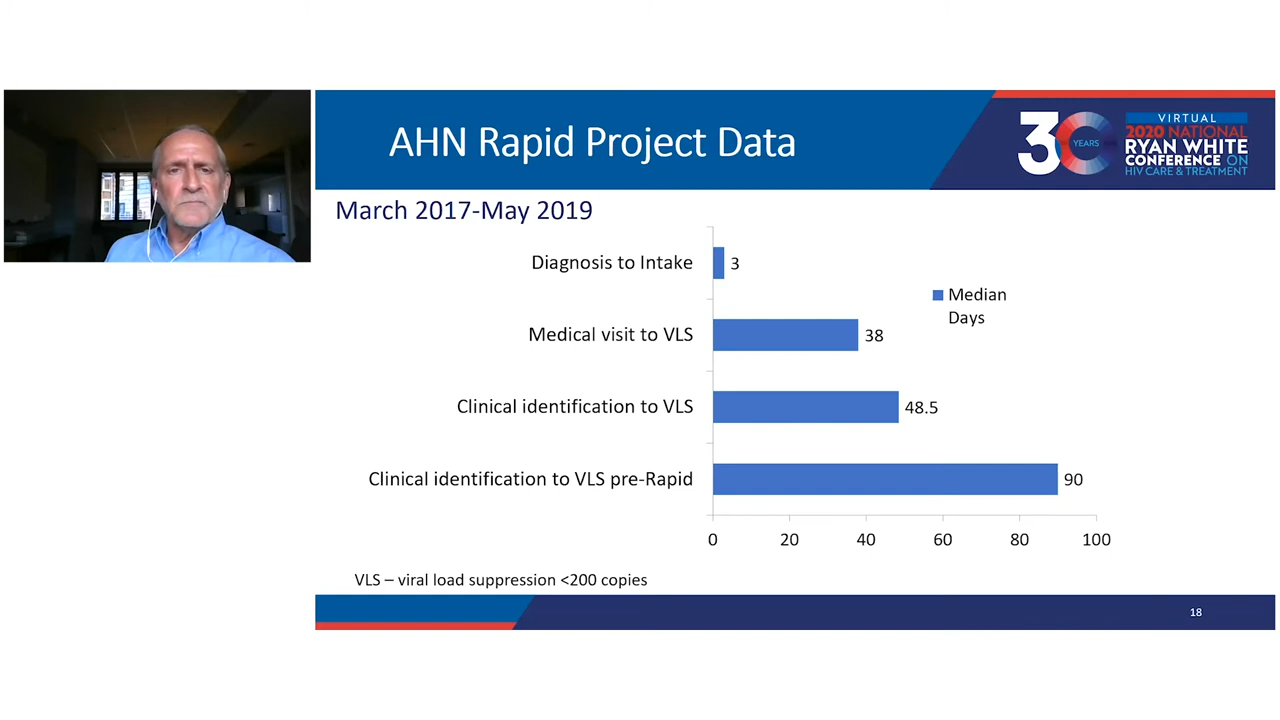 AHN Rapid Project Data
30 YEARS
VIRTUAL
2020 NATIONAL
RYAN WHITE
CONFERENCE ON
HIV CARE & TREATMENT
March 2017-May 2019
Diagnosis to Intake
3
Medical visit to VLS
38
Clinical identification to VLS
48.5
Clinical identification to VLS pre-Rapid
90
Median
Days
0 20 40 60 80 100
VLS – viral load suppression <200 copies
18